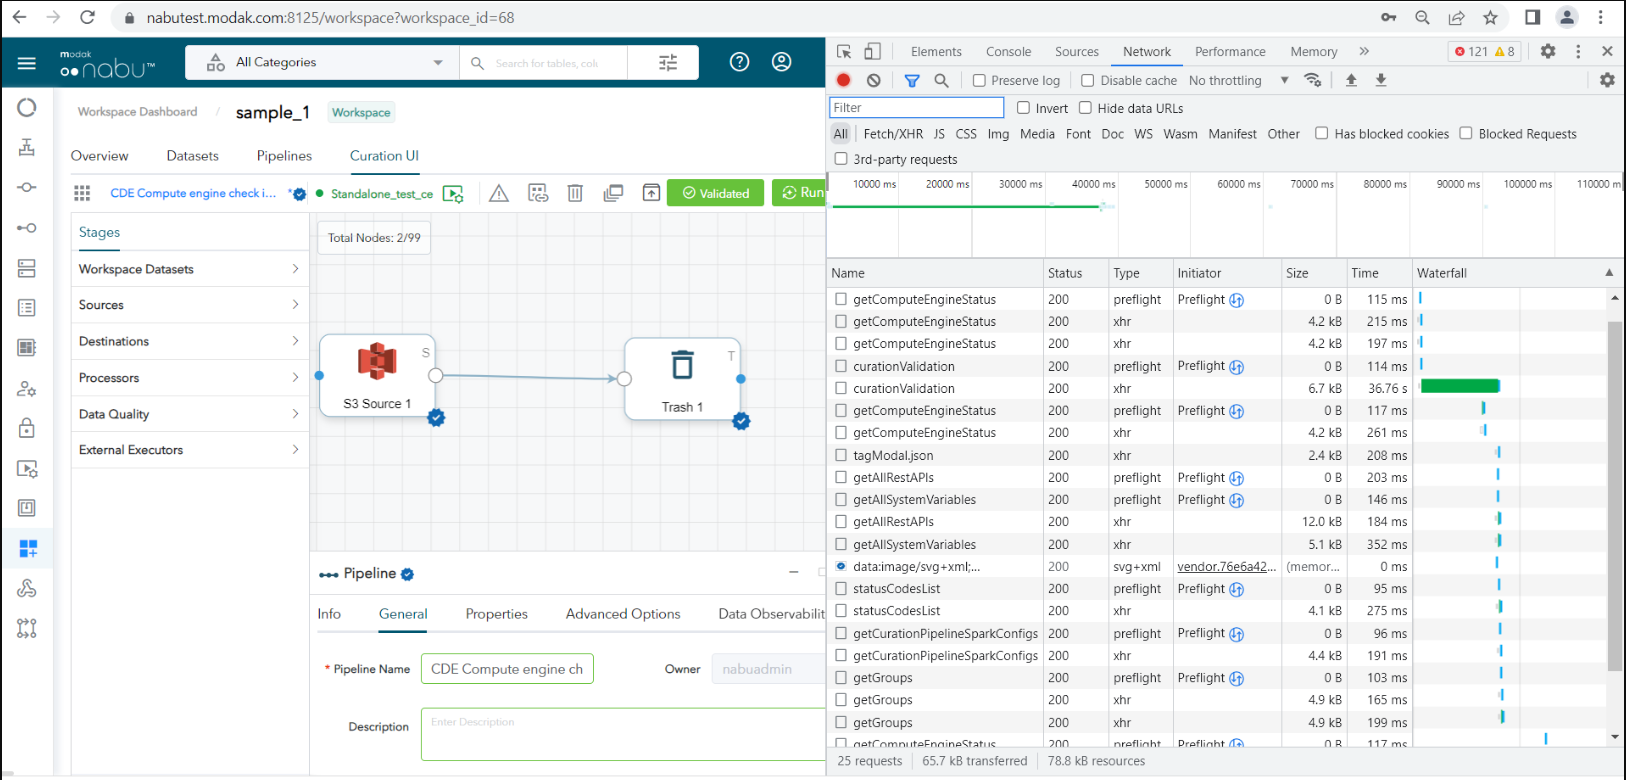 nabutest.modak.com:8125/workspace?workspace_id=68
modak
nabu™
All Categories
Search for tables, colu
Workspace Dashboard / sample_1 Workspace
Overview Datasets Pipelines Curation UI
CDE Compute engine check i... * Standalone_test_ce Validated Run
Stages
Workspace Datasets
Sources
Destinations
Processors
Data Quality
External Executors
Total Nodes: 2/99
S
S3 Source 1
T
Trash 1
Pipeline
Info General Properties Advanced Options Data Observabilit
* Pipeline Name CDE Compute engine ch Owner nabuadmin
Description Enter Description
Elements Console Sources Network Performance Memory » 121 8
Preserve log Disable cache No throttling
Filter Invert Hide data URLs
All Fetch/XHR JS CSS Img Media Font Doc WS Wasm Manifest Other Has blocked cookies Blocked Requests
3rd-party requests
10000 ms 20000 ms 30000 ms 40000 ms 50000 ms 60000 ms 70000 ms 80000 ms 90000 ms 100000 ms 110000 m
Name Status Type Initiator Size Time Waterfall
getComputeEngineStatus 200 preflight Preflight 0 B 115 ms
getComputeEngineStatus 200 xhr 4.2 kB 215 ms
getComputeEngineStatus 200 xhr 4.2 kB 197 ms
curationValidation 200 preflight Preflight 0 B 114 ms
curationValidation 200 xhr 6.7 kB 36.76 s
getComputeEngineStatus 200 preflight Preflight 0 B 117 ms
getComputeEngineStatus 200 xhr 4.2 kB 261 ms
tagModal.json 200 xhr 2.4 kB 208 ms
getAllRestAPIs 200 preflight Preflight 0 B 203 ms
getAllSystemVariables 200 preflight Preflight 0 B 146 ms
getAllRestAPIs 200 xhr 12.0 kB 184 ms
getAllSystemVariables 200 xhr 5.1 kB 352 ms
data:image/svg+xml;... 200 svg+xml vendor.76e6a42... (memor... 0 ms
statusCodesList 200 preflight Preflight 0 B 95 ms
statusCodesList 200 xhr 4.1 kB 275 ms
getCurationPipelineSparkConfigs 200 preflight Preflight 0 B 96 ms
getCurationPipelineSparkConfigs 200 xhr 4.4 kB 191 ms
getGroups 200 preflight Preflight 0 B 103 ms
getGroups 200 xhr 4.9 kB 165 ms
getGroups 200 xhr 4.9 kB 199 ms
getComputeEngineStatus 200 preflight Preflight 0 B 117 ms
25 requests 65.7 kB transferred 78.8 kB resources